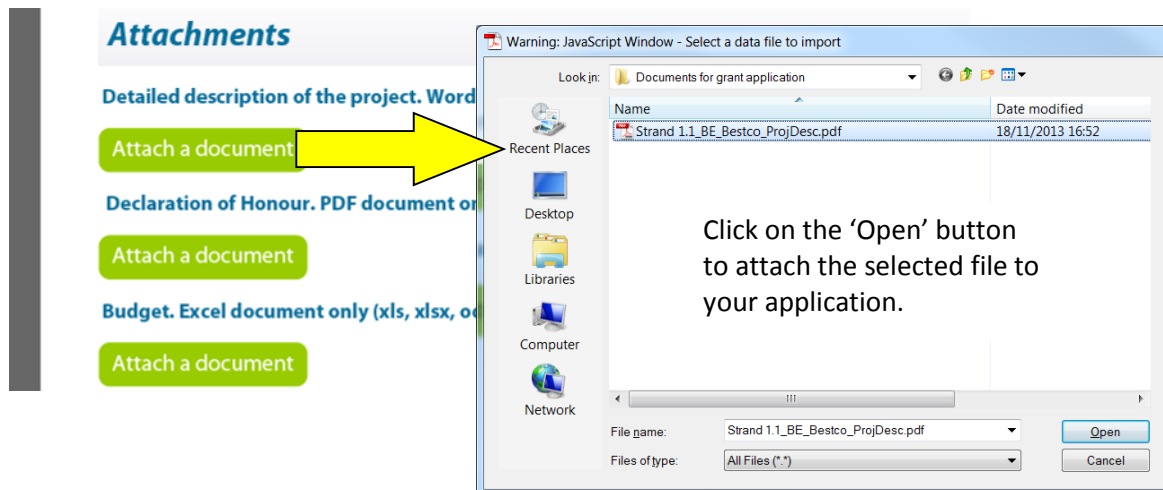 Attachments
Detailed description of the project. Word
Attach a document
Declaration of Honour. PDF document
Attach a document
Budget. Excel document only (xls, xlsx,
Attach a document
Warning: JavaScript Window - Select a data file to import
Look in:
Documents for grant application
Name
Date modified
Strand 1.1_BE_Bestco_ProjDesc.pdf
18/11/2013 16:52
Recent Places
Desktop
Libraries
Computer
Network
Click on the ‘Open’ button
to attach the selected file to
your application.
File name:
Strand 1.1_BE_Bestco_ProjDesc.pdf
Open
Files of type:
All Files (*.*)
Cancel